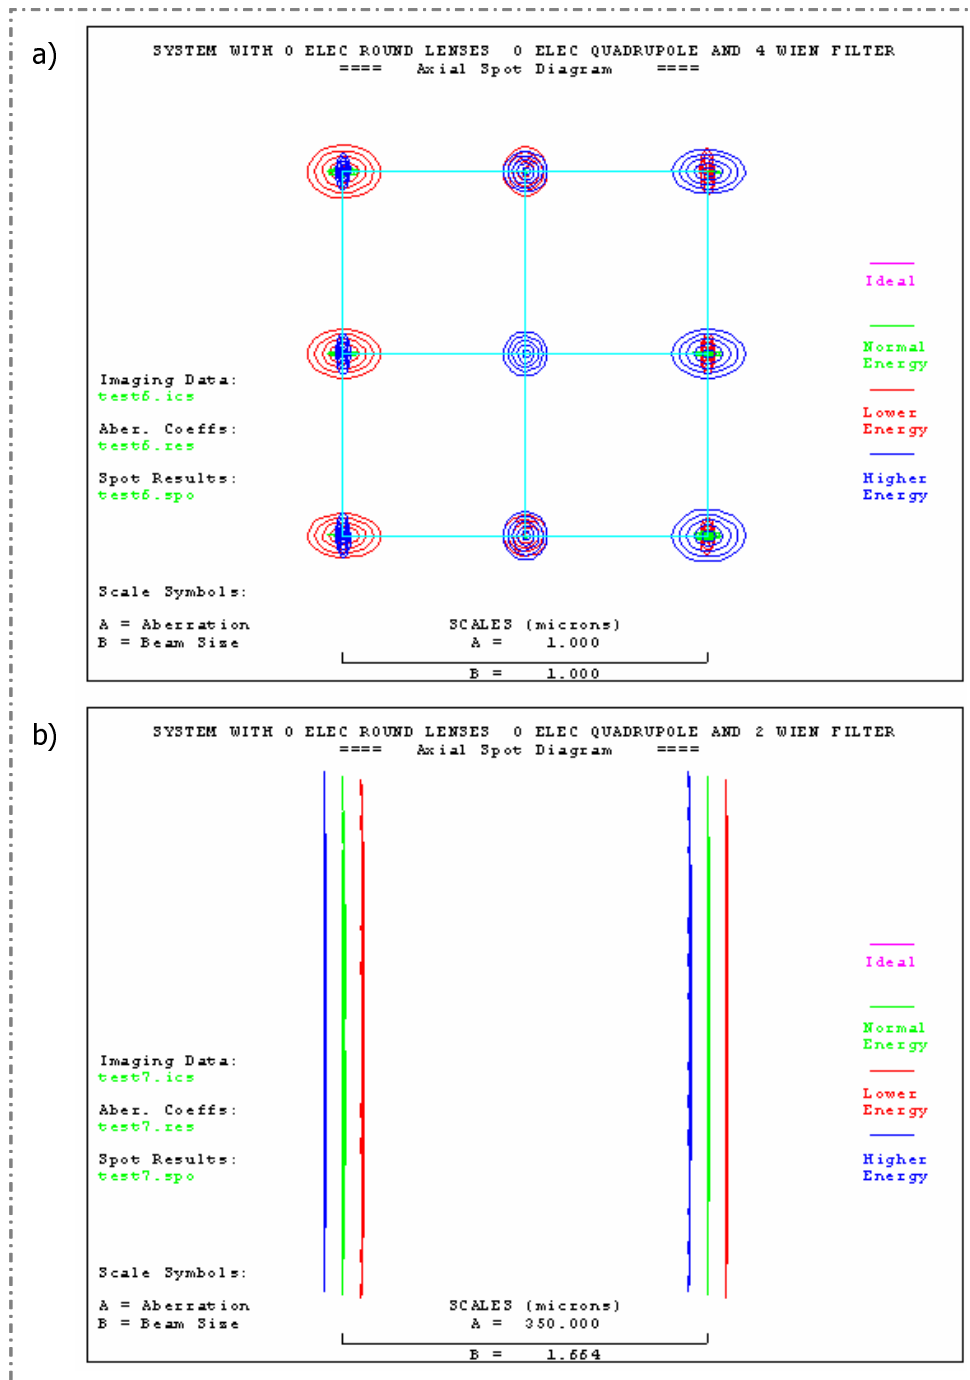 a)
SYSTEM WITH 0 ELEC ROUND LENSES 0 ELEC QUADRUPOLE AND 4 WIEN FILTER
==== Axial Spot Diagram ====
Ideal
Normal
Energy
Lower
Energy
Higher
Energy
Imaging Data:
test6.ics
Aber. Coeffs:
test6.res
Spot Results:
test6.spo
Scale Symbols:
A = Aberration
B = Beam Size
SCALES (microns)
A = 1.000
B = 1.000
b)
SYSTEM WITH 0 ELEC ROUND LENSES 0 ELEC QUADRUPOLE AND 2 WIEN FILTER
==== Axial Spot Diagram ====
Ideal
Normal
Energy
Lower
Energy
Higher
Energy
Imaging Data:
test7.ics
Aber. Coeffs:
test7.res
Spot Results:
test7.spo
Scale Symbols:
A = Aberration
B = Beam Size
SCALES (microns)
A = 350.000
B = 1.664